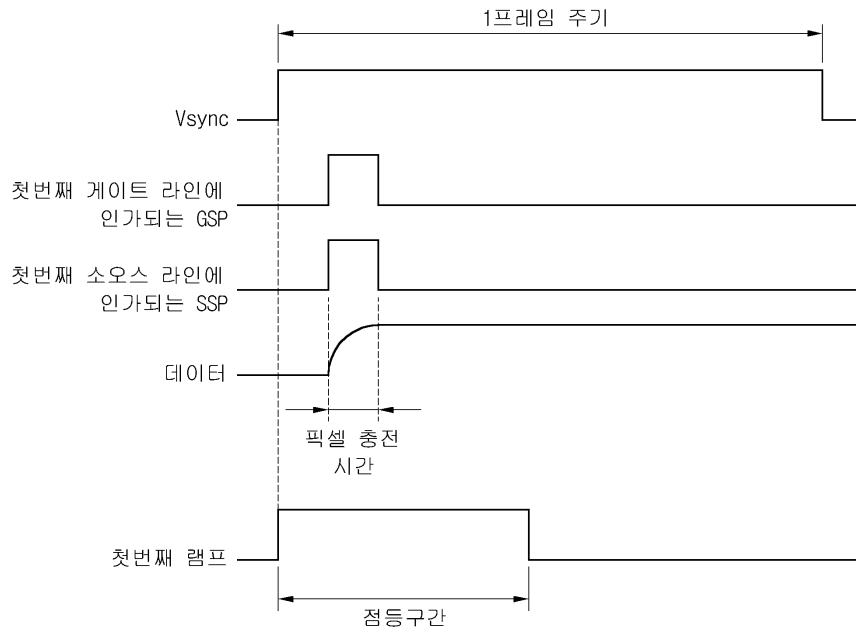 1프레임 주기
Vsync
첫번째 게이트 라인에
인가되는 GSP
첫번째 소오스 라인에
인가되는 SSP
데이터
픽셀 충전
시간
첫번째 램프
점등구간